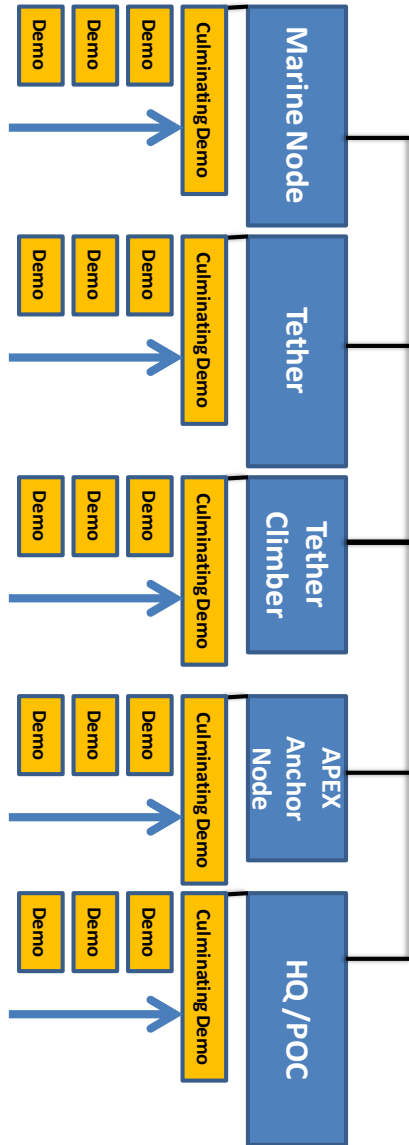 Marine Node
Culminating Demo
Demo
Demo
Demo
Tether
Culminating Demo
Demo
Demo
Demo
Tether
Climber
Culminating Demo
Demo
Demo
Demo
APEX
Anchor
Node
Culminating Demo
Demo
Demo
Demo
HQ /POC
Culminating Demo
Demo
Demo
Demo